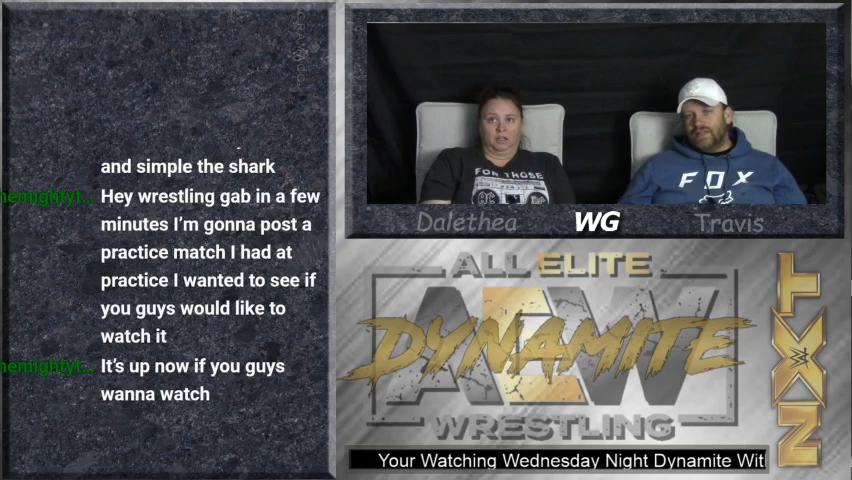 and simple the shark
hemightyt... Hey wrestling gab in a few
minutes I'm gonna post a
practice match I had at
practice I wanted to see if
you guys would like to
watch it
hemightyt... It's up now if you guys
wanna watch
FOR THOSE
FOX
Dalethea WG Travis
ALL ELITE
AEW
DYNAMITE
WRESTLING
NXT
W
Your Watching Wednesday Night Dynamite Wit